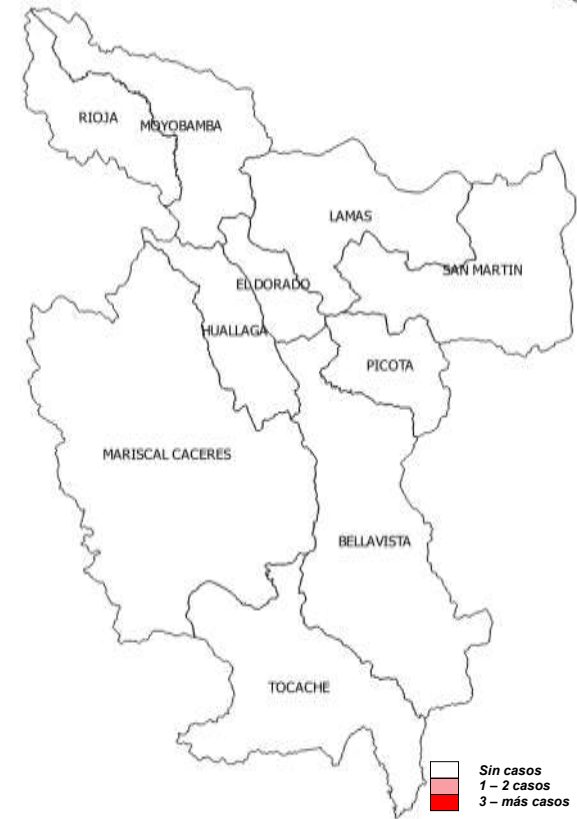 RIOJA
MOYOBAMBA
LAMAS
SAN MARTIN
EL DORADO
HUALLAGA
PICOTA
MARISCAL CACERES
BELLAVISTA
TOCACHE
Sin casos
1 – 2 casos
3 – más casos